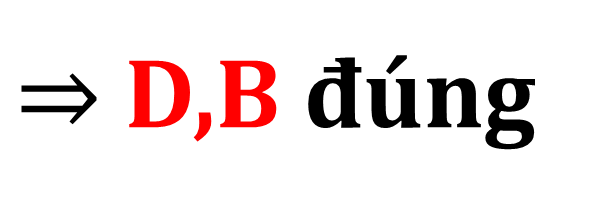 ⇒ D,B đúng